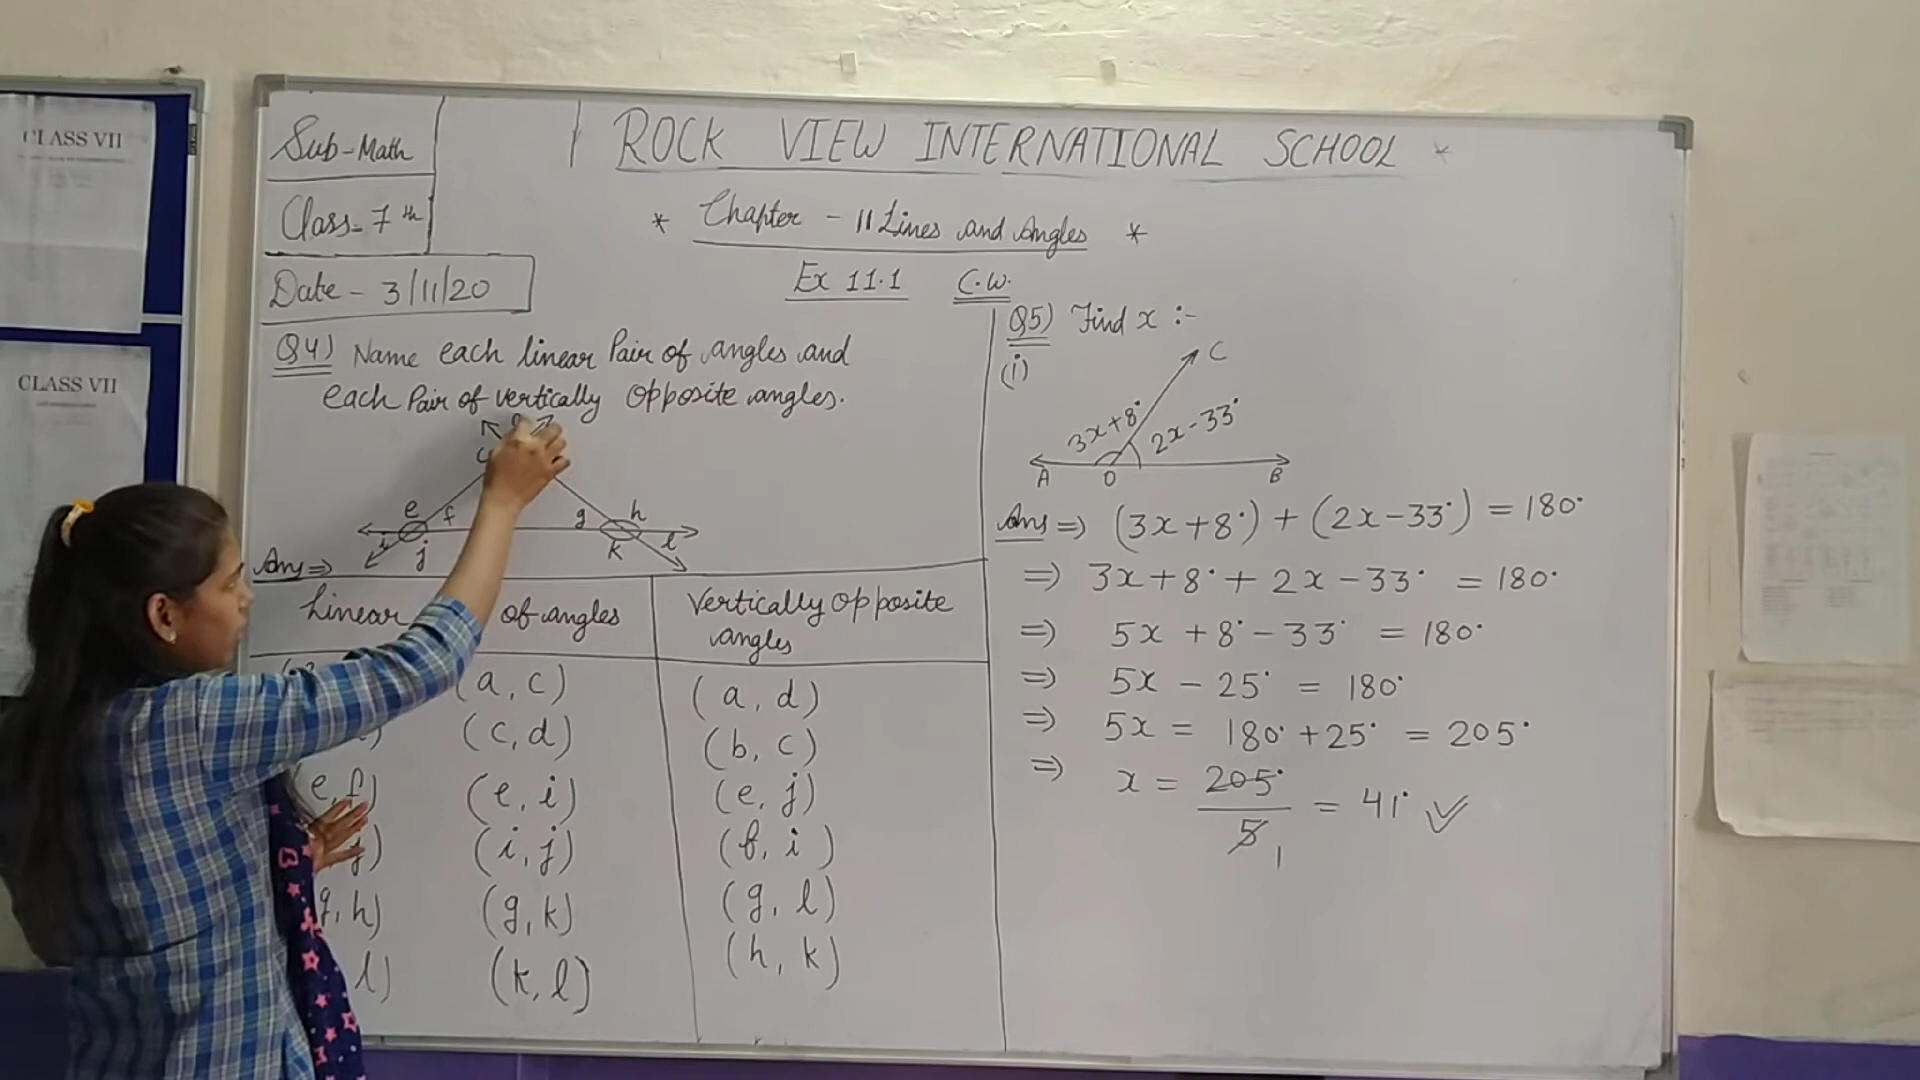 CLASS VII
CLASS VII
Sub-Math
Class-7th
Date - 3/11/20
ROCK VIEW INTERNATIONAL SCHOOL *
* Chapter - 11 Lines and Angles *
Ex 11.1 C.W.
Q4) Name each linear Pair of angles and
each Pair of vertically opposite angles.
e f g h
i j k l
Ans ⇒
Linear of angles
Vertically opposite
angles
(a, c) (a, d)
(c, d) (b, c)
e, f) (e, i) (e, j)
j) (i, j) (f, i)
g, h) (g, k) (g, l)
l) (k, l) (h, k)
Q5) Find x :-
(i)
C
3x+8° 2x-33°
A O B
Ans ⇒ (3x+8°) + (2x-33°) = 180°
⇒ 3x+8°+2x-33° = 180°
⇒ 5x +8°-33° = 180°
⇒ 5x - 25° = 180°
⇒ 5x = 180°+25° = 205°
⇒ x = 205°/5 1 = 41° ✓